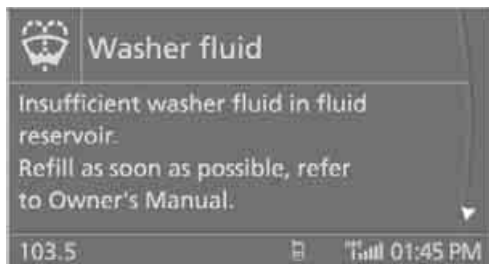 Washer fluid
Insufficient washer fluid in fluid
reservoir.
Refill as soon as possible, refer
to Owner's Manual.
103.5 01:45 PM